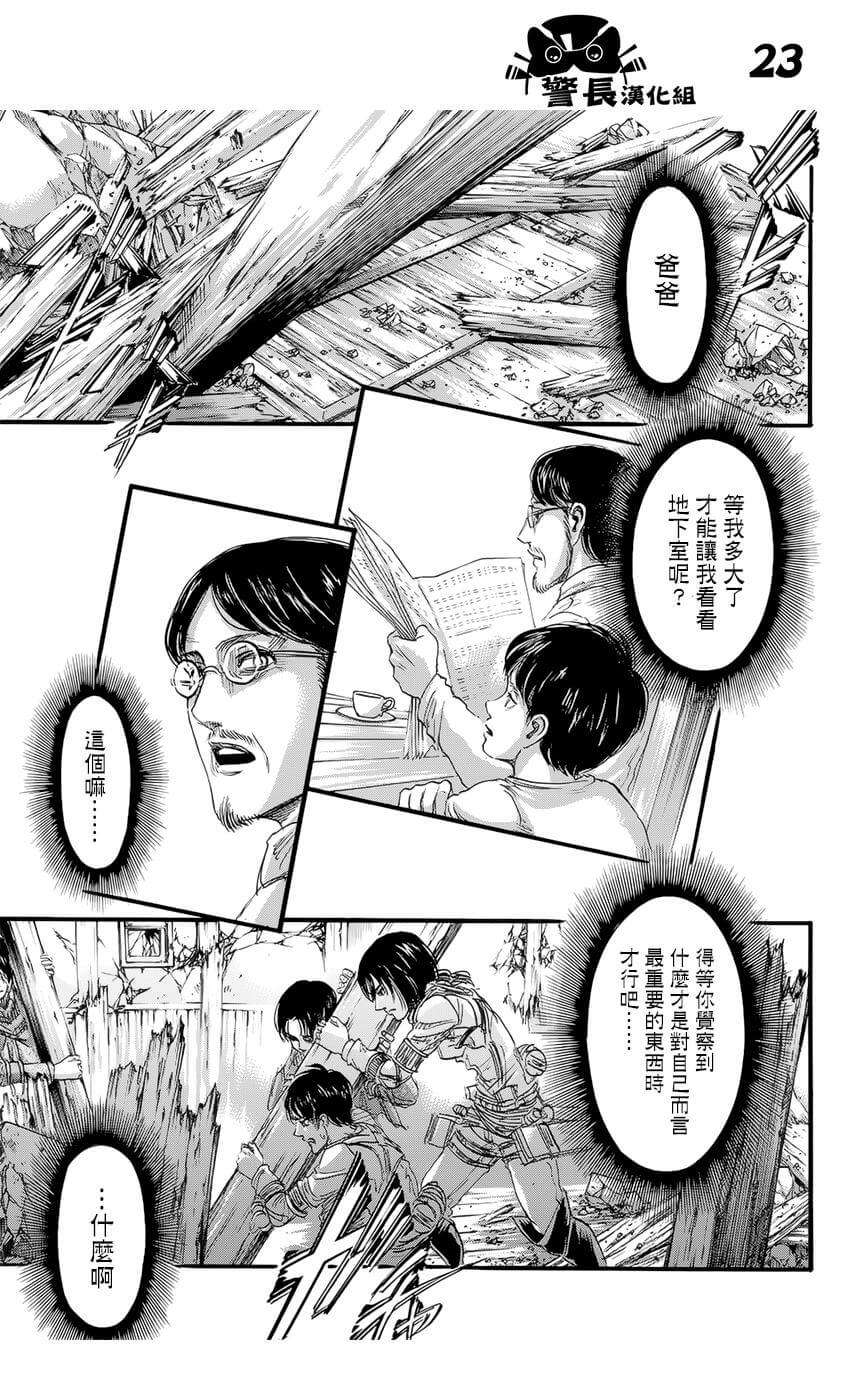 警長漢化組
23
爸爸
等我多大了
才能讓我看看
地下室呢？
這個嘛……
得等你覺察到
什麼才是對自己而言
最重要的東西時
才行吧……
…什麼啊